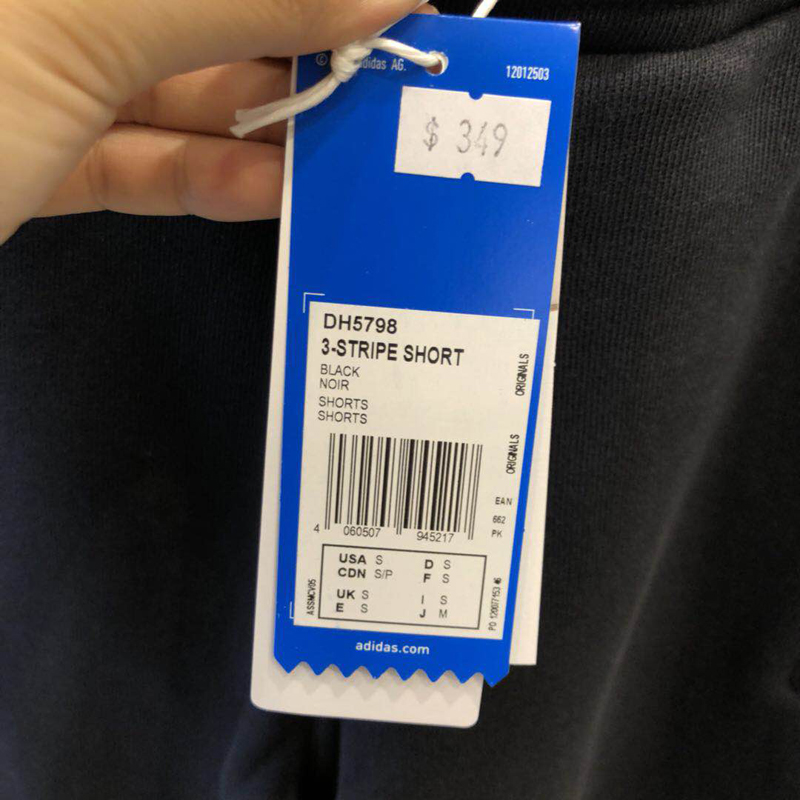 © adidas AG.
12012503
$ 349
DH5798
3-STRIPE SHORT
BLACK
NOIR
SHORTS
SHORTS
ORIGINALS
ORIGINALS
EAN
662
PK
4 060507 945217
USA S D S
CDN S/P F S
UK S I S
E S J M
ASSMCV05
adidas.com